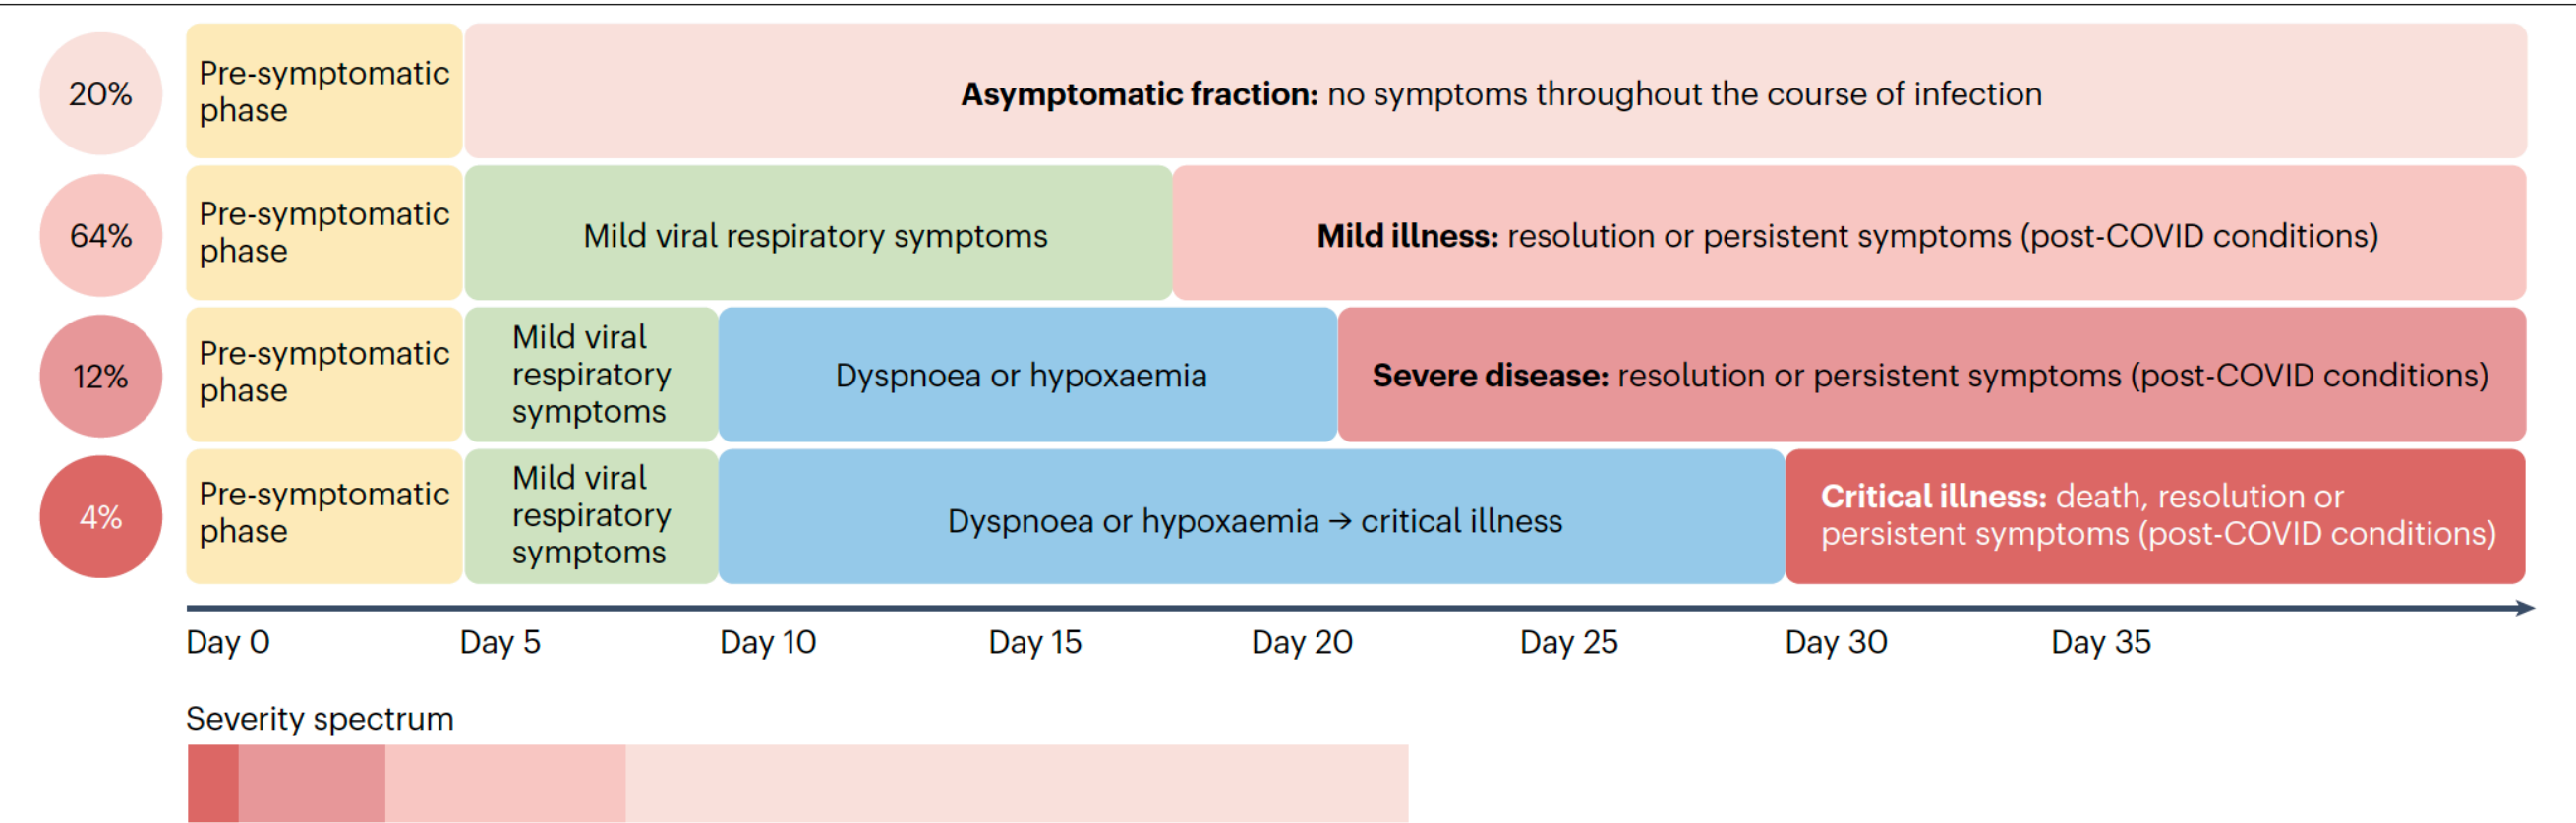 20%
Pre-symptomatic
phase
Asymptomatic fraction: no symptoms throughout the course of infection
64%
Pre-symptomatic
phase
Mild viral respiratory symptoms
Mild illness: resolution or persistent symptoms (post-COVID conditions)
12%
Pre-symptomatic
phase
Mild viral
respiratory
symptoms
Dyspnoea or hypoxaemia
Severe disease: resolution or persistent symptoms (post-COVID conditions)
4%
Pre-symptomatic
phase
Mild viral
respiratory
symptoms
Dyspnoea or hypoxaemia → critical illness
Critical illness: death, resolution or
persistent symptoms (post-COVID conditions)
Day 0 Day 5 Day 10 Day 15 Day 20 Day 25 Day 30 Day 35
Severity spectrum